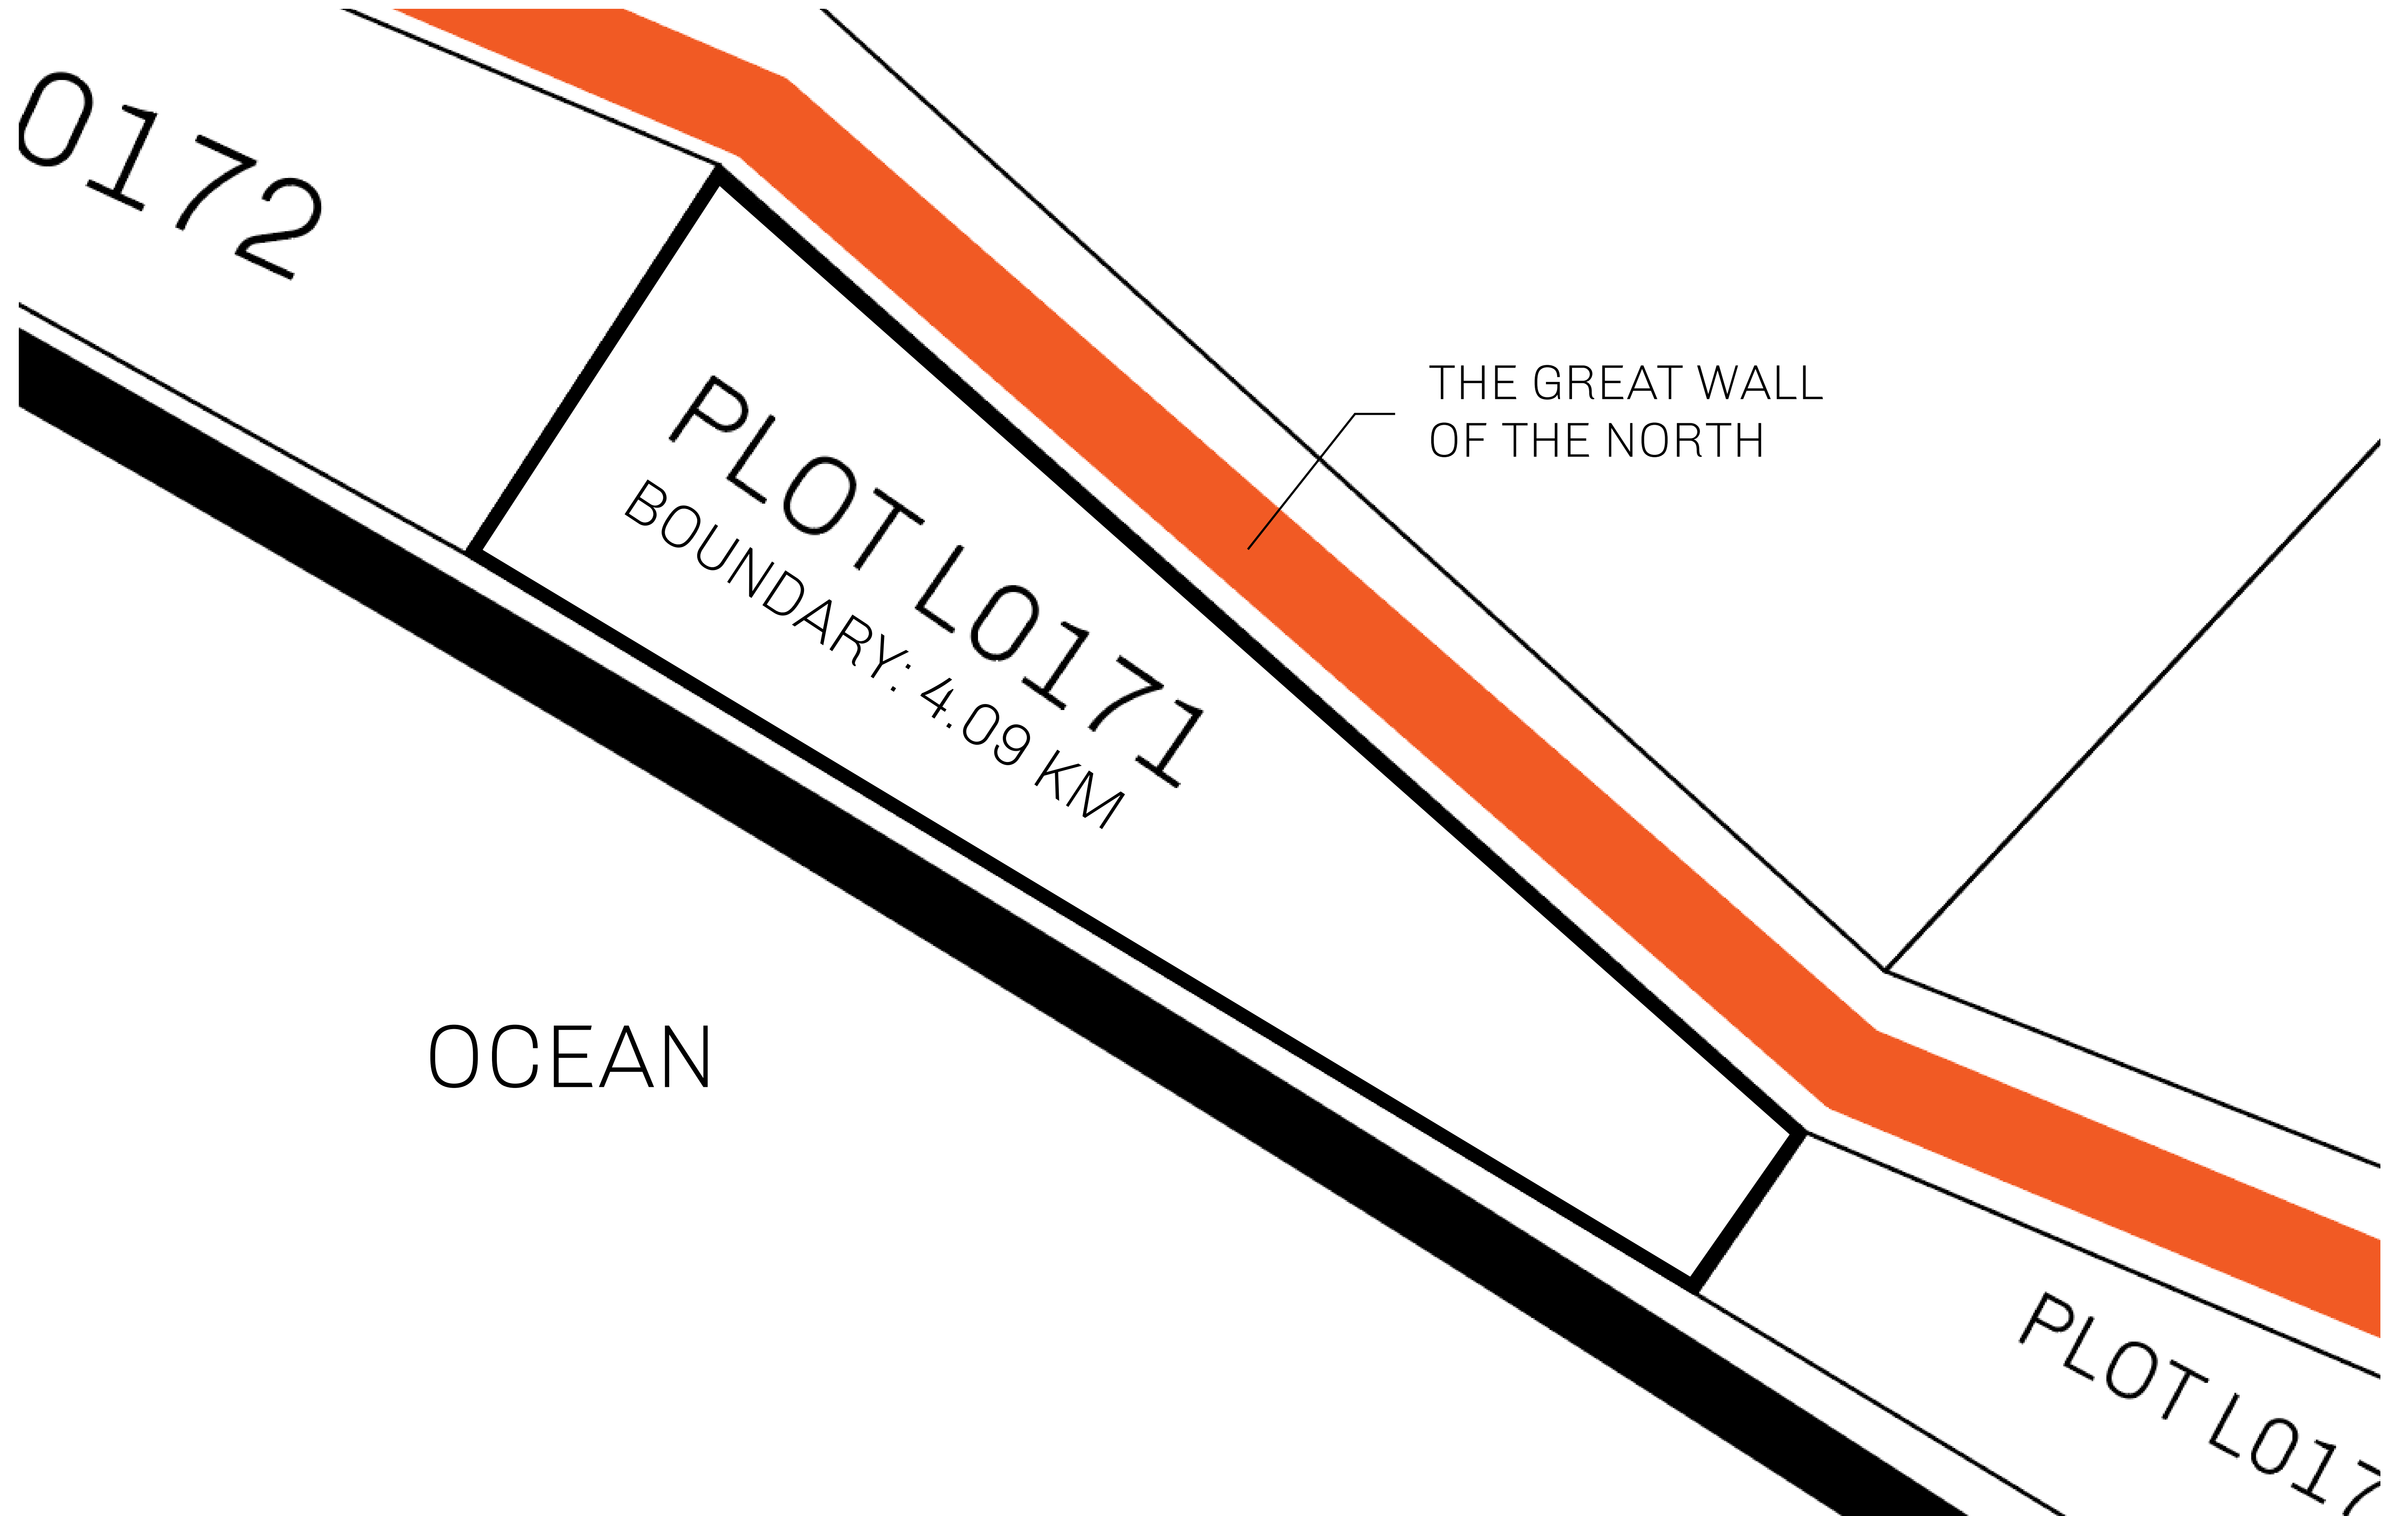 0172
THE GREAT WALL
OF THE NORTH
PLOT L0171
BOUNDARY: 4.09 KM
OCEAN
PLOT L017